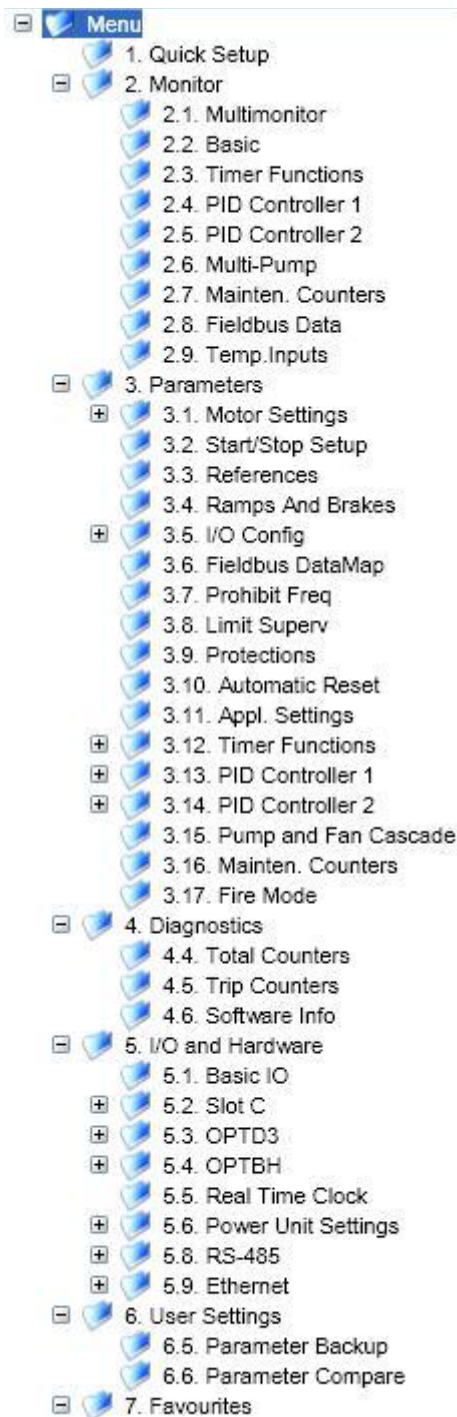 Menu
1. Quick Setup
2. Monitor
2.1. Multimonitor
2.2. Basic
2.3. Timer Functions
2.4. PID Controller 1
2.5. PID Controller 2
2.6. Multi-Pump
2.7. Mainten. Counters
2.8. Fieldbus Data
2.9. Temp.Inputs
3. Parameters
3.1. Motor Settings
3.2. Start/Stop Setup
3.3. References
3.4. Ramps And Brakes
3.5. I/O Config
3.6. Fieldbus DataMap
3.7. Prohibit Freq
3.8. Limit Superv
3.9. Protections
3.10. Automatic Reset
3.11. Appl. Settings
3.12. Timer Functions
3.13. PID Controller 1
3.14. PID Controller 2
3.15. Pump and Fan Cascade
3.16. Mainten. Counters
3.17. Fire Mode
4. Diagnostics
4.4. Total Counters
4.5. Trip Counters
4.6. Software Info
5. I/O and Hardware
5.1. Basic IO
5.2. Slot C
5.3. OPTD3
5.4. OPTBH
5.5. Real Time Clock
5.6. Power Unit Settings
5.8. RS-485
5.9. Ethernet
6. User Settings
6.5. Parameter Backup
6.6. Parameter Compare
7. Favourites